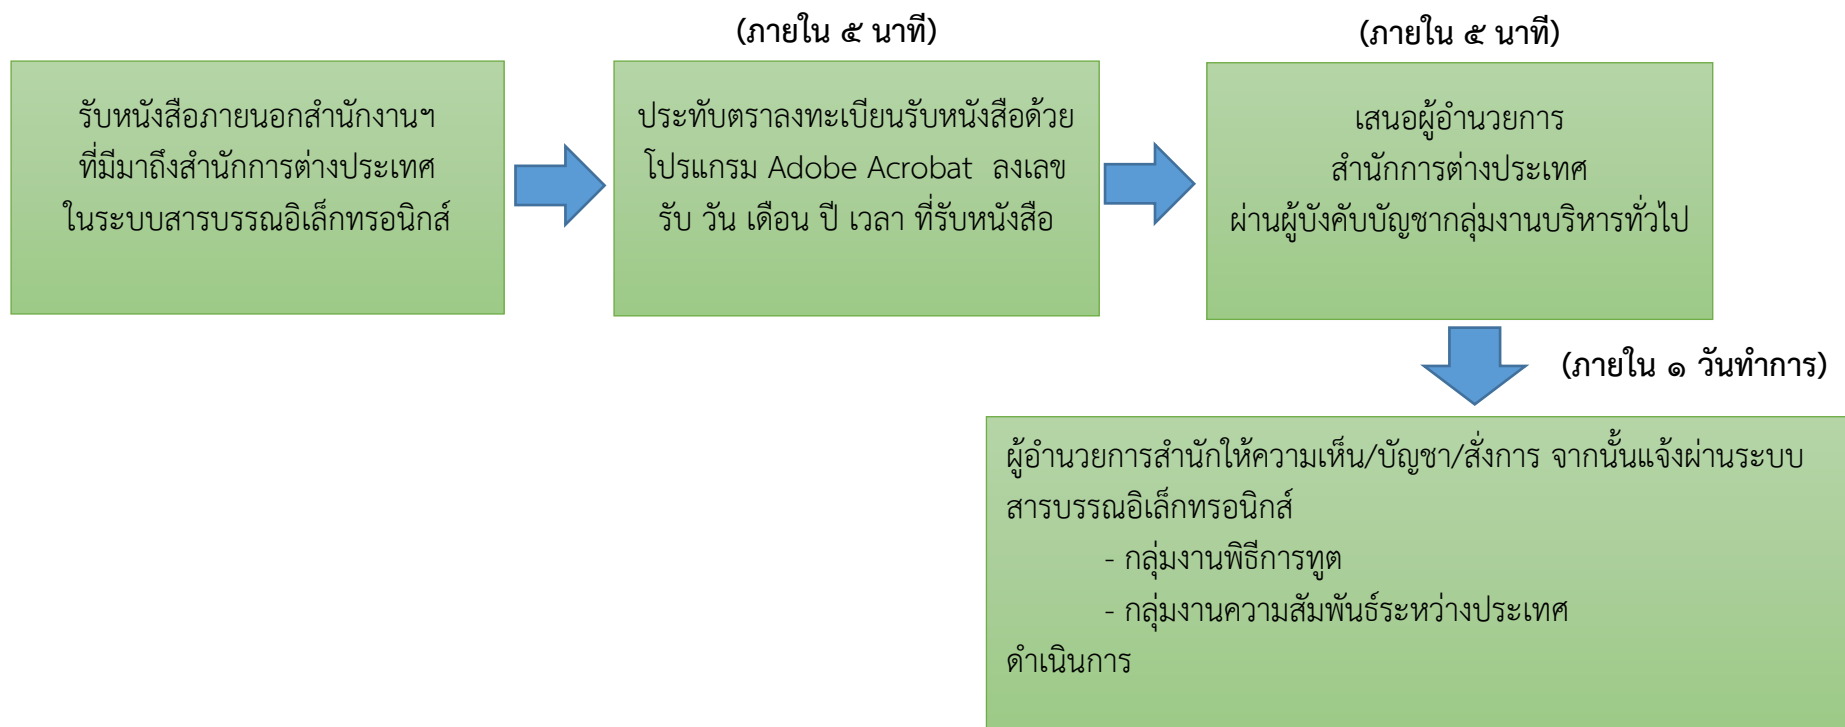 รับหนังสือภายนอกสำนักงานฯ
ที่มีมาถึงสำนักการต่างประเทศ
ในระบบสารบรรณอิเล็กทรอนิกส์
(ภายใน ๕ นาที)
ประทับตราลงทะเบียนรับหนังสือด้วย
โปรแกรม Adobe Acrobat ลงเลข
รับ วัน เดือน ปี เวลา ที่รับหนังสือ
(ภายใน ๕ นาที)
เสนอผู้อำนวยการ
สำนักการต่างประเทศ
ผ่านผู้บังคับบัญชากลุ่มงานบริหารทั่วไป
(ภายใน ๑ วันทำการ)
ผู้อำนวยการสำนักให้ความเห็น/บัญชา/สั่งการ จากนั้นแจ้งผ่านระบบ
สารบรรณอิเล็กทรอนิกส์
- กลุ่มงานพิธีการทูต
- กลุ่มงานความสัมพันธ์ระหว่างประเทศ
ดำเนินการ